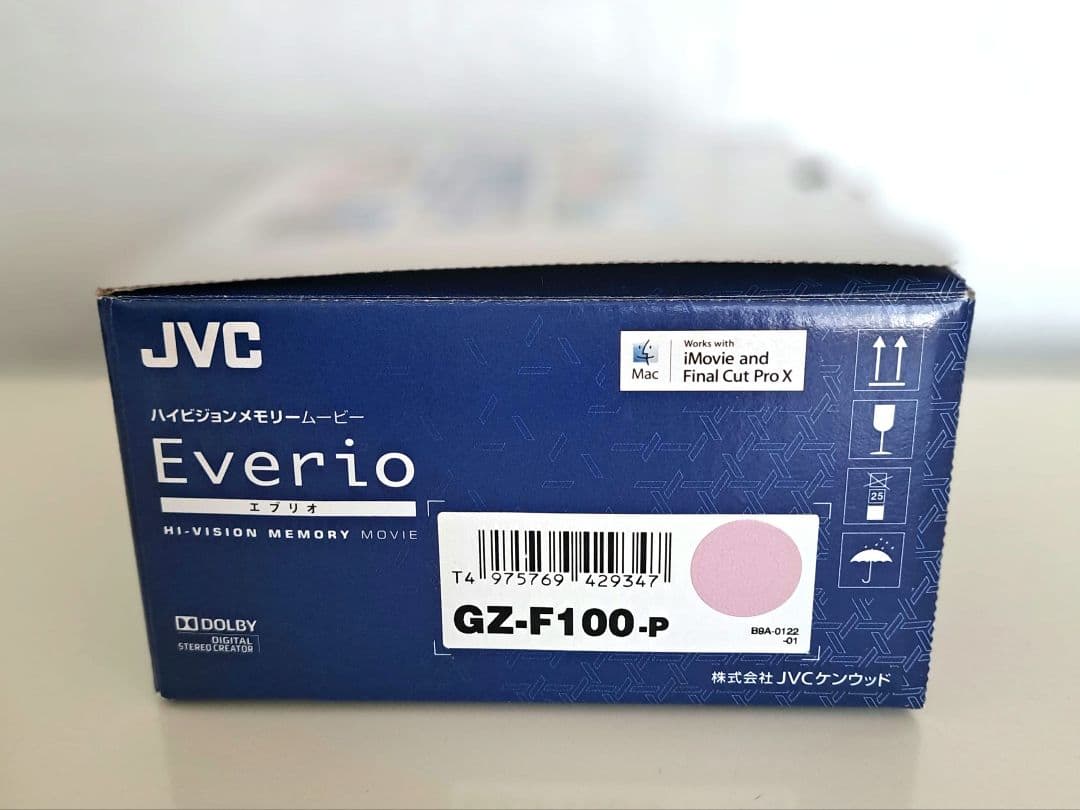 JVC
ハイビジョンメモリームービー
Everio
エブリオ
HI-VISION MEMORY MOVIE
DOLBY
DIGITAL
STEREO CREATOR
Mac
Works with
iMovie and
Final Cut Pro X
25
T4 975769 429347
GZ-F100-P
B9A-0122
-01
株式会社 JVCケンウッド